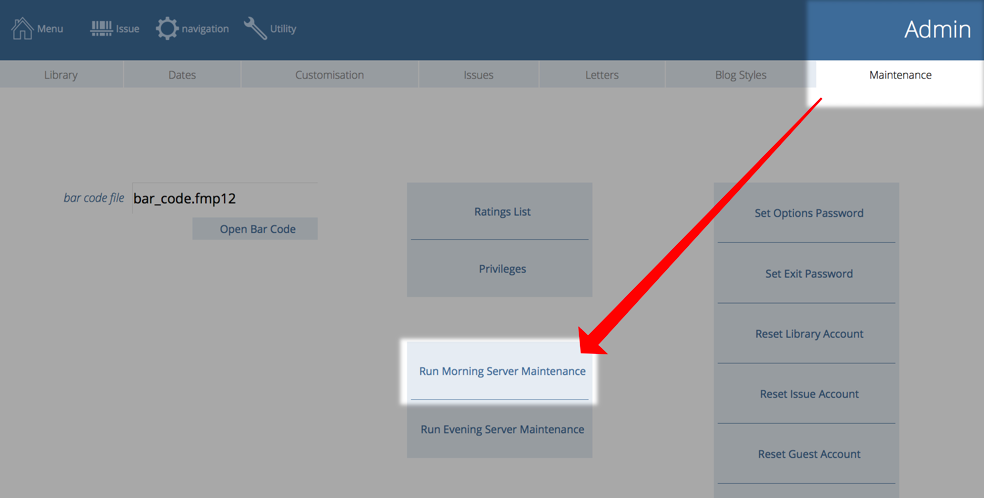 Menu
Issue
navigation
Utility
Admin
Library
Dates
Customisation
Issues
Letters
Blog Styles
Maintenance
bar code file
bar_code.fmp12
Open Bar Code
Ratings List
Privileges
Run Morning Server Maintenance
Run Evening Server Maintenance
Set Options Password
Set Exit Password
Reset Library Account
Reset Issue Account
Reset Guest Account